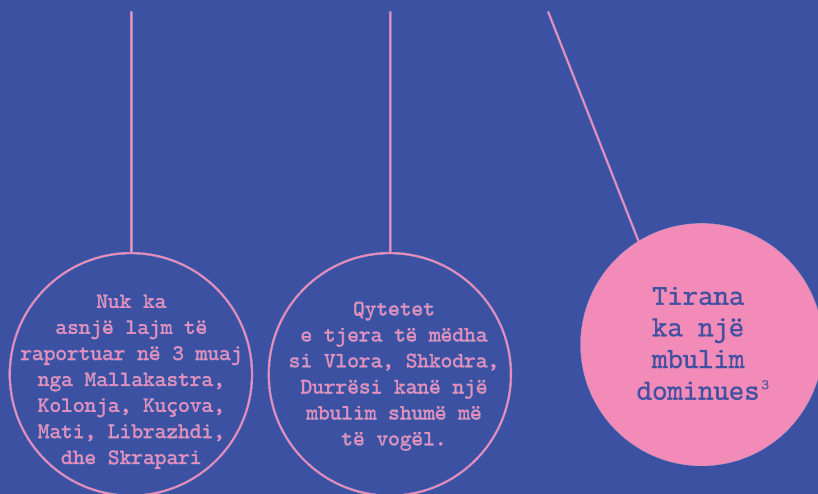 Nuk ka
asnjë lajm të
raportuar në 3 muaj
nga Mallakastra,
Kolonja, Kuçova,
Mati, Librazhdi,
dhe Skrapari
Qytetet
e tjera të mëdha
si Vlora, Shkodra,
Durrësi kanë një
mbulim shumë më
të vogël.
Tirana
ka një
mbulim
dominues³